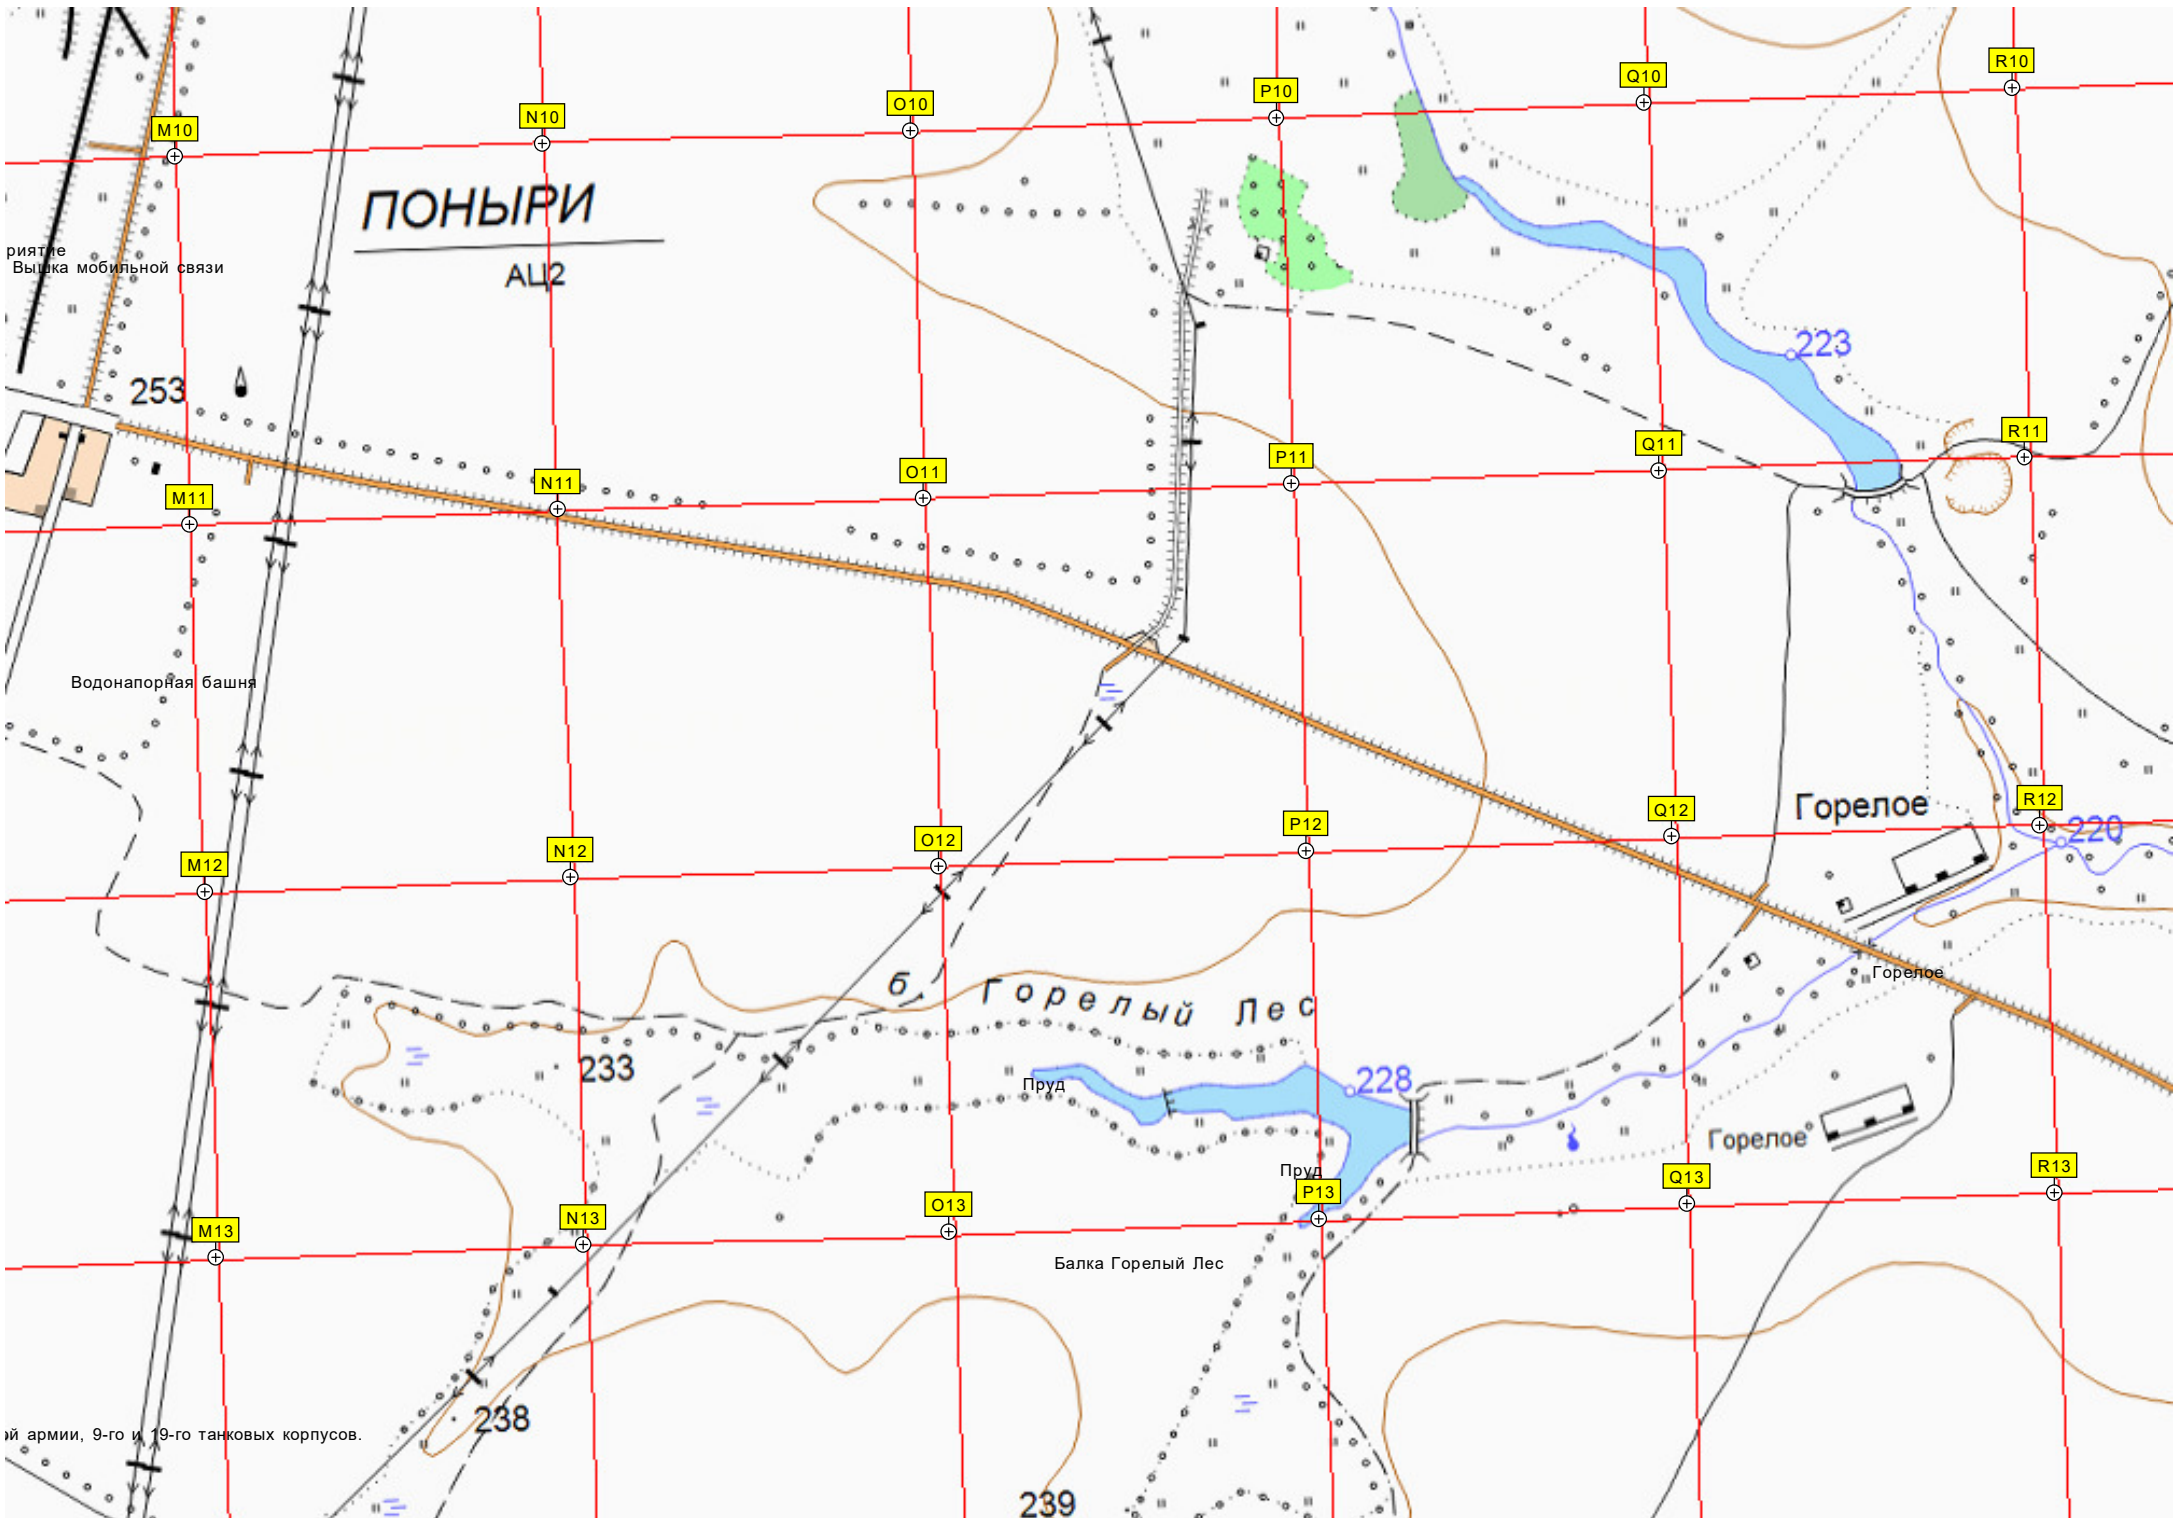 R10
Q10
P10
O10
N10
M10
ПОНЫРИ
риятие
Вышка мобильной связи
АЦ2
223
253
R11
Q11
P11
O11
N11
M11
Водонапорная башня
R12
Горелое
Q12
P12
220
O12
N12
M12
Горелое
б. Горелый Лес
233
228
Пруд
Горелое
Пруд
R13
Q13
P13
O13
N13
M13
Балка Горелый Лес
238
ой армии, 9-го и 19-го танковых корпусов.
239